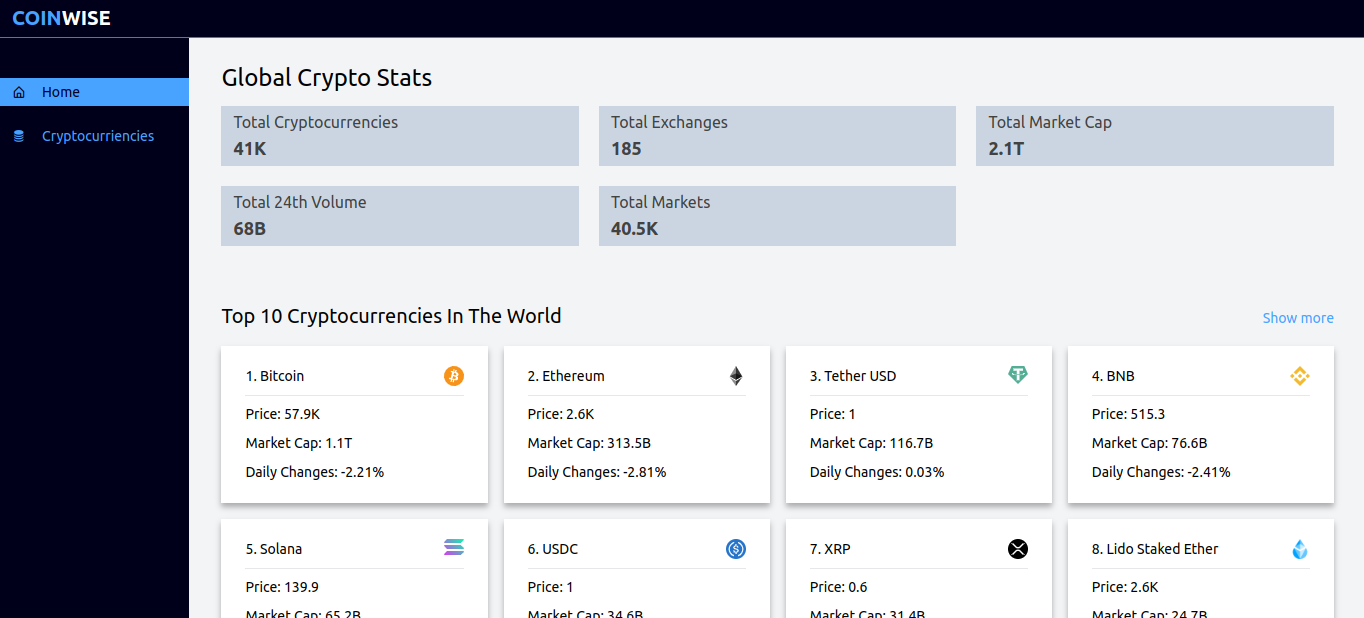 COINWISE
Home
Cryptocurriencies
Global Crypto Stats
Total Cryptocurrencies
41K
Total Exchanges
185
Total Market Cap
2.1T
Total 24th Volume
68B
Total Markets
40.5K
Top 10 Cryptocurrencies In The World
Show more
1. Bitcoin
Price: 57.9K
Market Cap: 1.1T
Daily Changes: -2.21%
2. Ethereum
Price: 2.6K
Market Cap: 313.5B
Daily Changes: -2.81%
3. Tether USD
Price: 1
Market Cap: 116.7B
Daily Changes: 0.03%
4. BNB
Price: 515.3
Market Cap: 76.6B
Daily Changes: -2.41%
5. Solana
Price: 139.9
Market Cap: 65.2B
6. USDC
Price: 1
Market Cap: 34.6B
7. XRP
Price: 0.6
Market Cap: 31.4B
8. Lido Staked Ether
Price: 2.6K
Market Cap: 24.7B